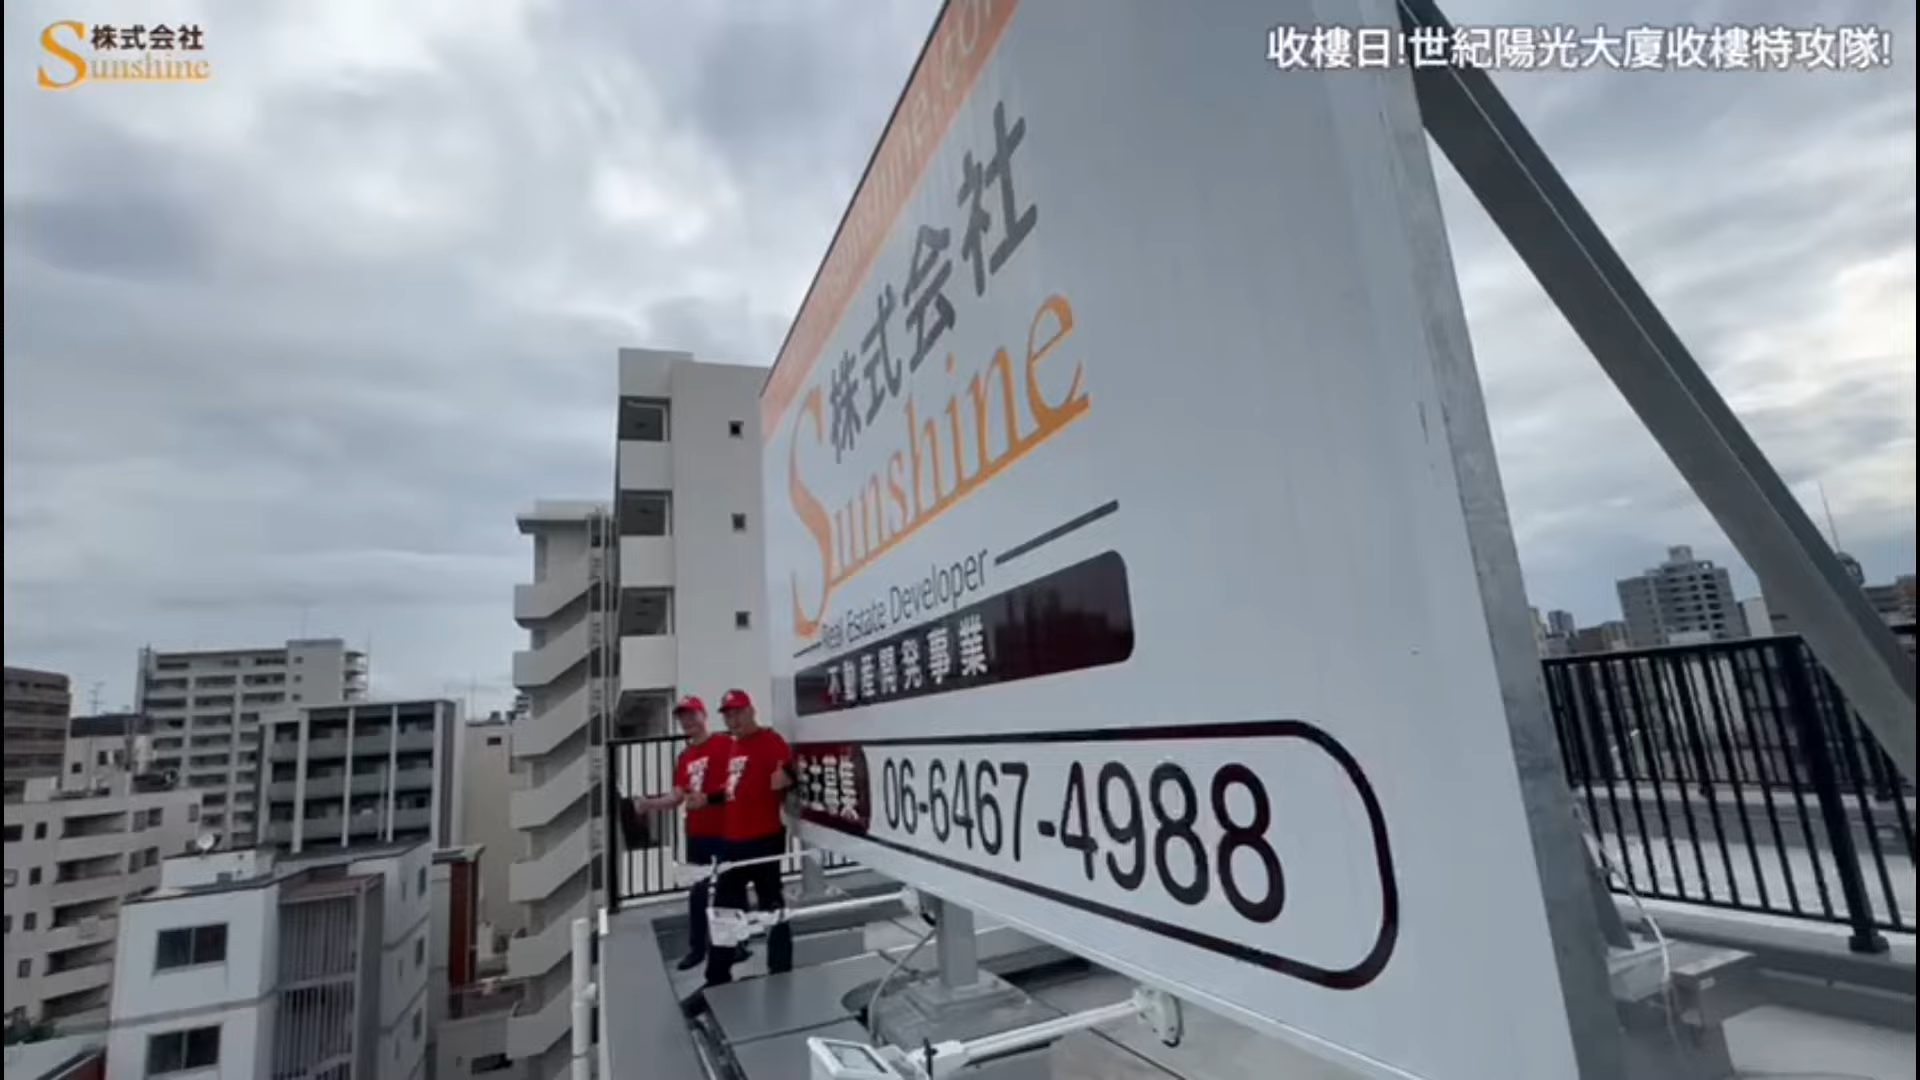 株式会社
Sunshine
收樓日!世紀陽光大廈收樓特攻隊!
株式会社
Sunshine
Real Estate Developer
不動産開発事業
06-6467-4988